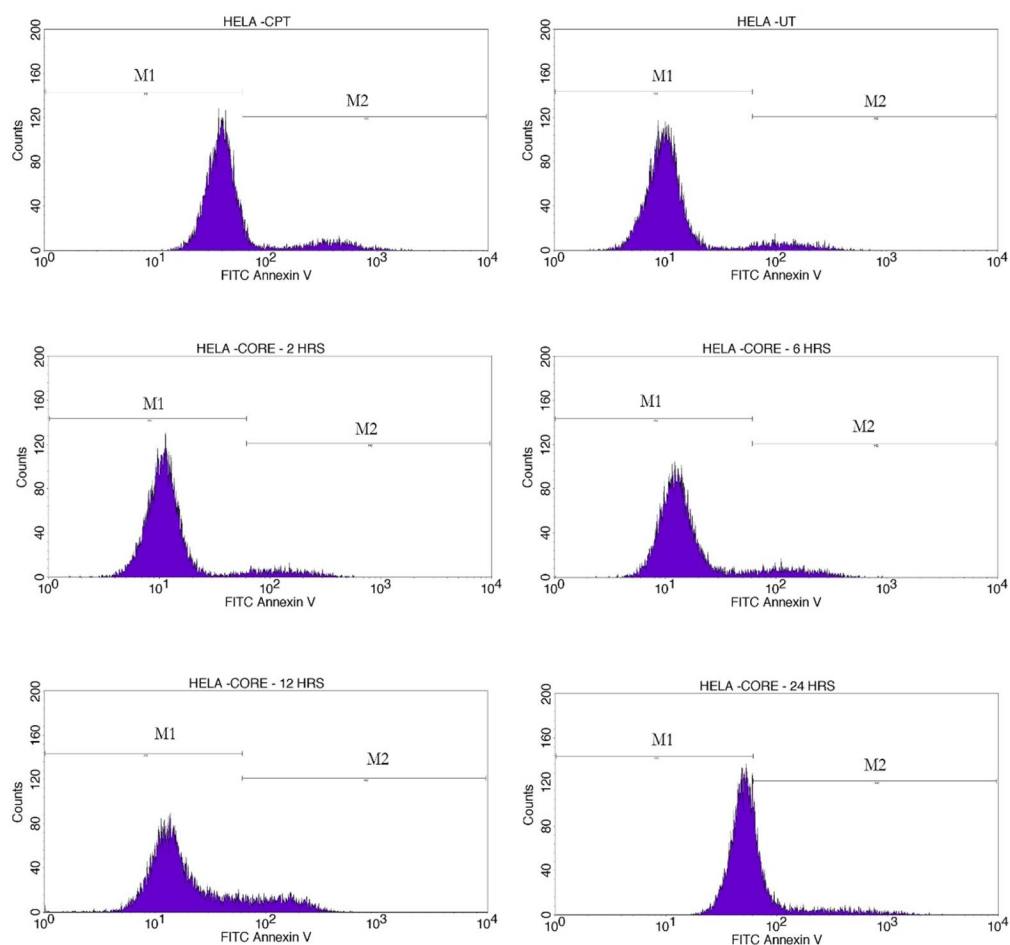 HELA -CPT
200
160
120
80
40
0
Counts
M1
M2
10^0 10^1 10^2 10^3 10^4
FITC Annexin V
HELA -UT
200
160
120
80
40
0
Counts
M1
M2
10^0 10^1 10^2 10^3 10^4
FITC Annexin V
HELA -CORE - 2 HRS
200
160
120
80
40
0
Counts
M1
M2
10^0 10^1 10^2 10^3 10^4
FITC Annexin V
HELA -CORE - 6 HRS
200
160
120
80
40
0
Counts
M1
M2
10^0 10^1 10^2 10^3 10^4
FITC Annexin V
HELA -CORE - 12 HRS
200
160
120
80
40
0
Counts
M1
M2
10^0 10^1 10^2 10^3 10^4
FITC Annexin V
HELA -CORE - 24 HRS
200
160
120
80
40
0
Counts
M1
M2
10^0 10^1 10^2 10^3 10^4
FITC Annexin V